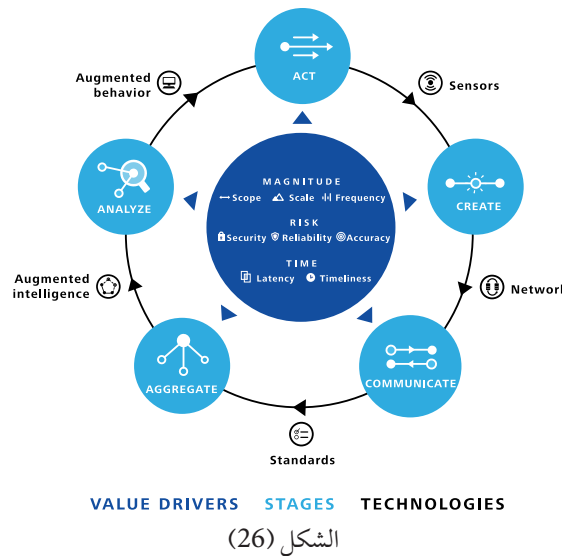 ACT
Augmented
behavior
Sensors
MAGNITUDE
Scope Scale Frequency
RISK
Security Reliability Accuracy
TIME
Latency Timeliness
ANALYZE
CREATE
Augmented
intelligence
Network
AGGREGATE
COMMUNICATE
Standards
VALUE DRIVERS STAGES TECHNOLOGIES
الشكل (26)